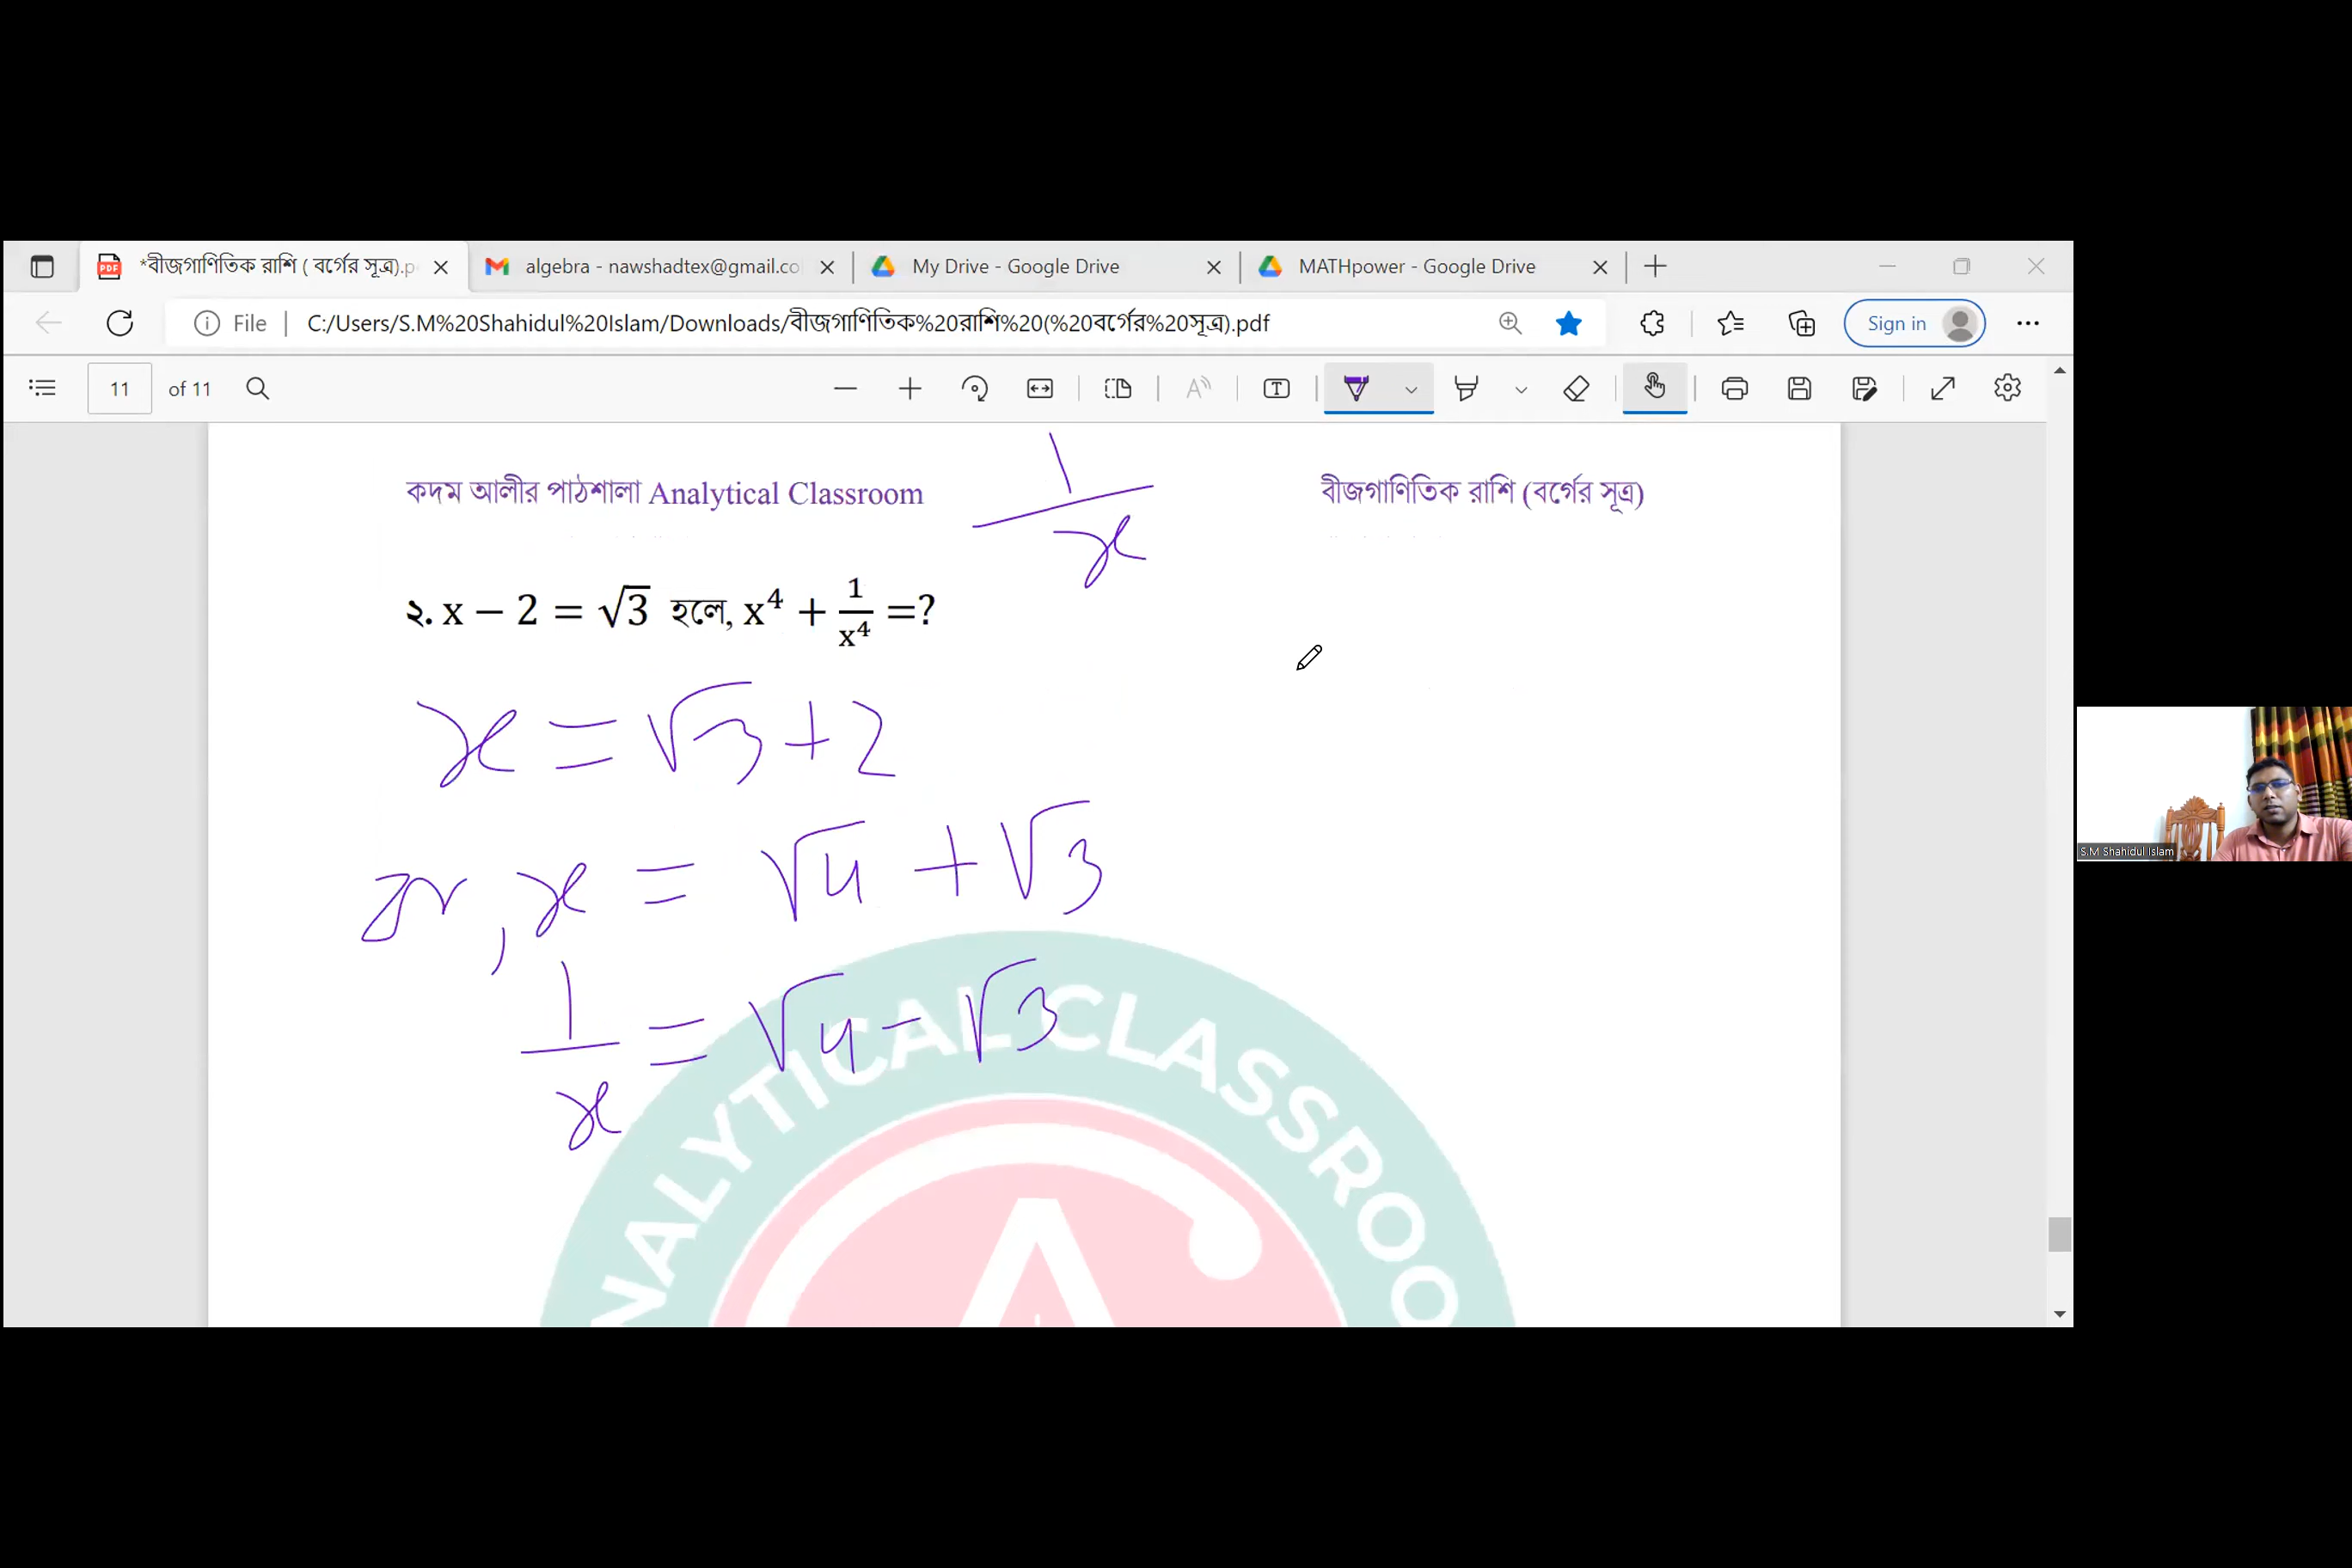 *বীজগাণিতিক রাশি ( বর্গের সূত্র).p
algebra - nawshadtex@gmail.co
My Drive - Google Drive
MATHpower - Google Drive
File
C:/Users/S.M%20Shahidul%20Islam/Downloads/বীজগাণিতিক%20রাশি%20(%20বর্গের%20সূত্র).pdf
Sign in
11 of 11
কদম আলীর পাঠশালা Analytical Classroom
1/x
বীজগাণিতিক রাশি (বর্গের সূত্র)
২. x − 2 = √3 হলে, x⁴ + 1/x⁴ =?
x = √3 + 2
বা, x = √4 + √3
1/x = √4 − √3
ANALYTICAL CLASSROO
S.M Shahidul Islam